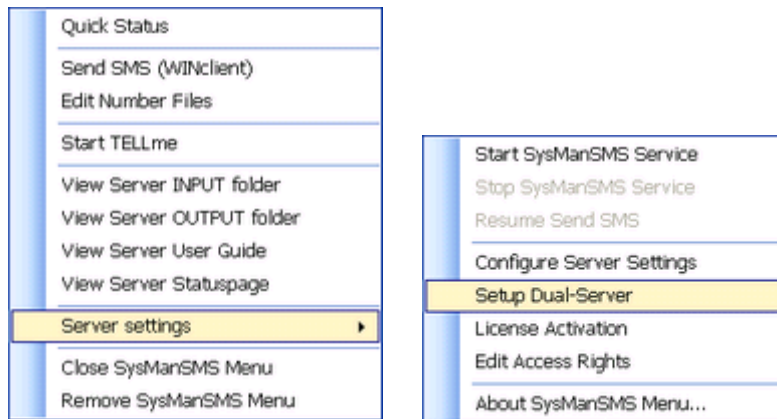 Quick Status
Send SMS (WINclient)
Edit Number Files
Start TELLme
View Server INPUT folder
View Server OUTPUT folder
View Server User Guide
View Server Statuspage
Server settings
Close SysManSMS Menu
Remove SysManSMS Menu
Start SysManSMS Service
Stop SysManSMS Service
Resume Send SMS
Configure Server Settings
Setup Dual-Server
License Activation
Edit Access Rights
About SysManSMS Menu...